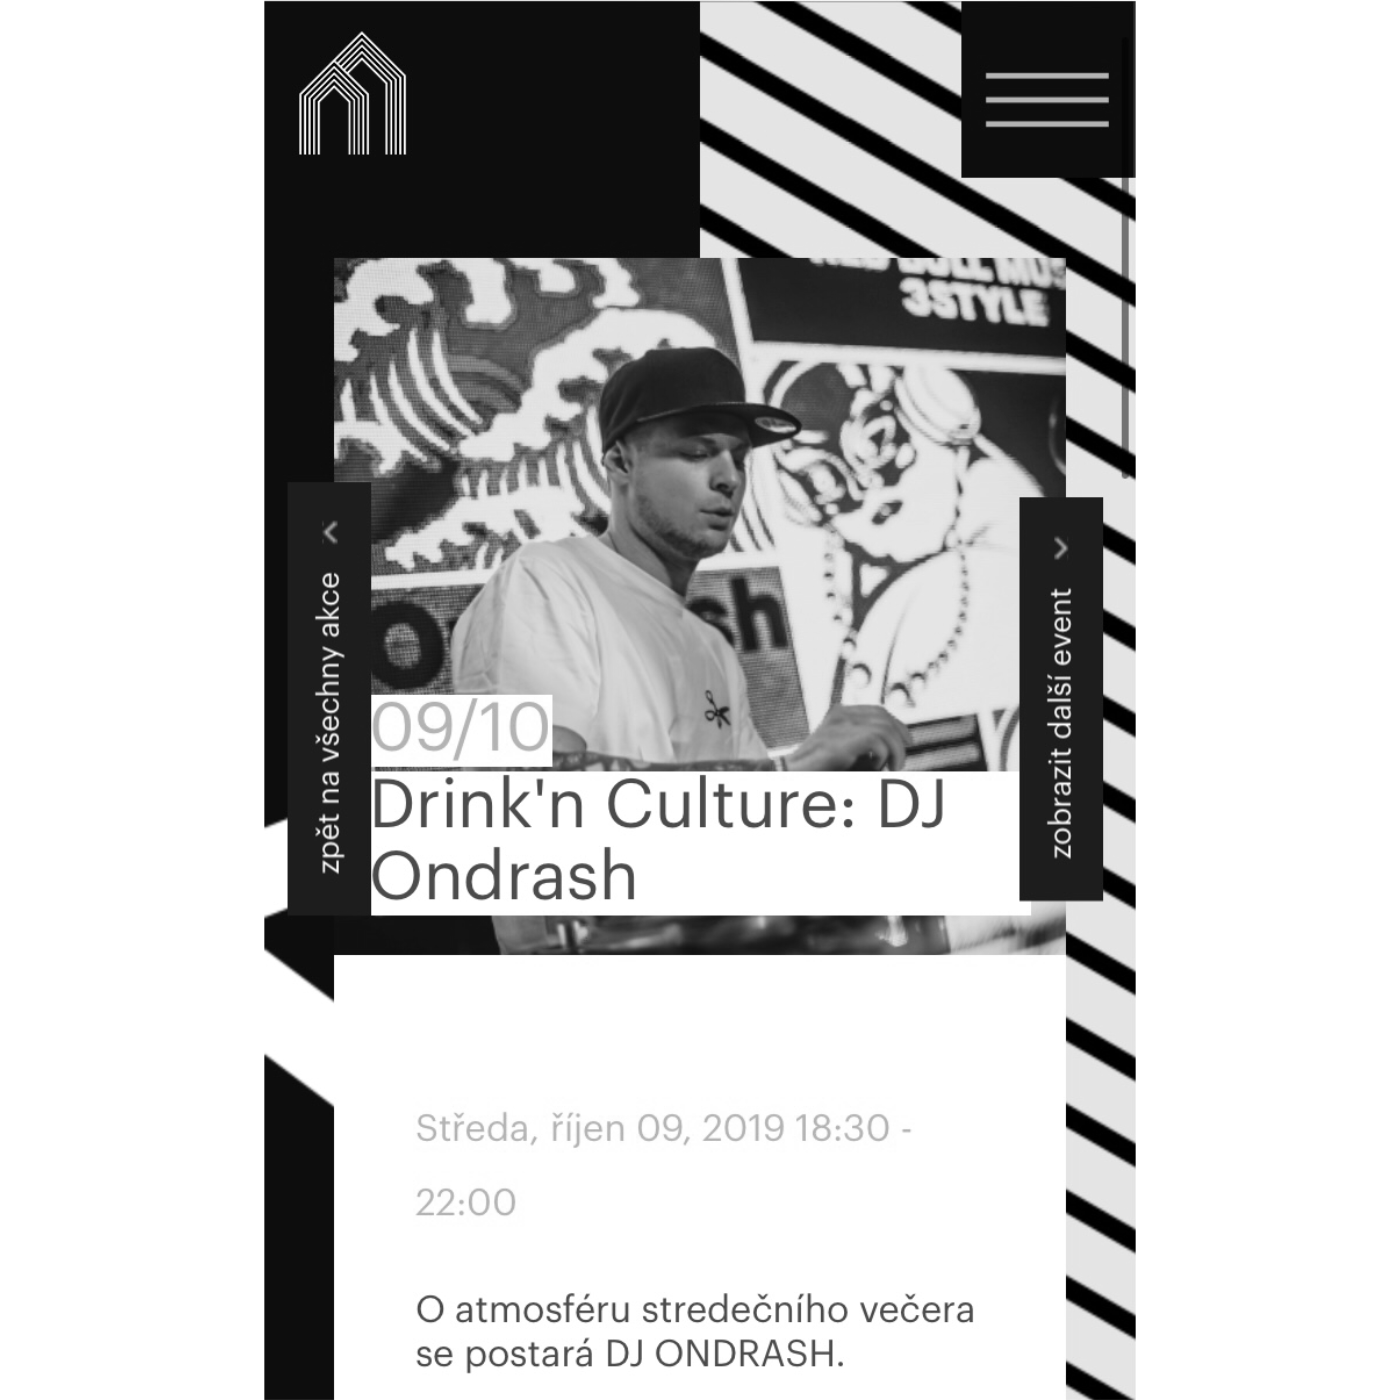 3STYLE
zpět na všechny akce
zobrazit další event
09/10
Drink'n Culture: DJ
Ondrash
Středa, říjen 09, 2019 18:30 -
22:00
O atmosféru stredečního večera
se postará DJ ONDRASH.